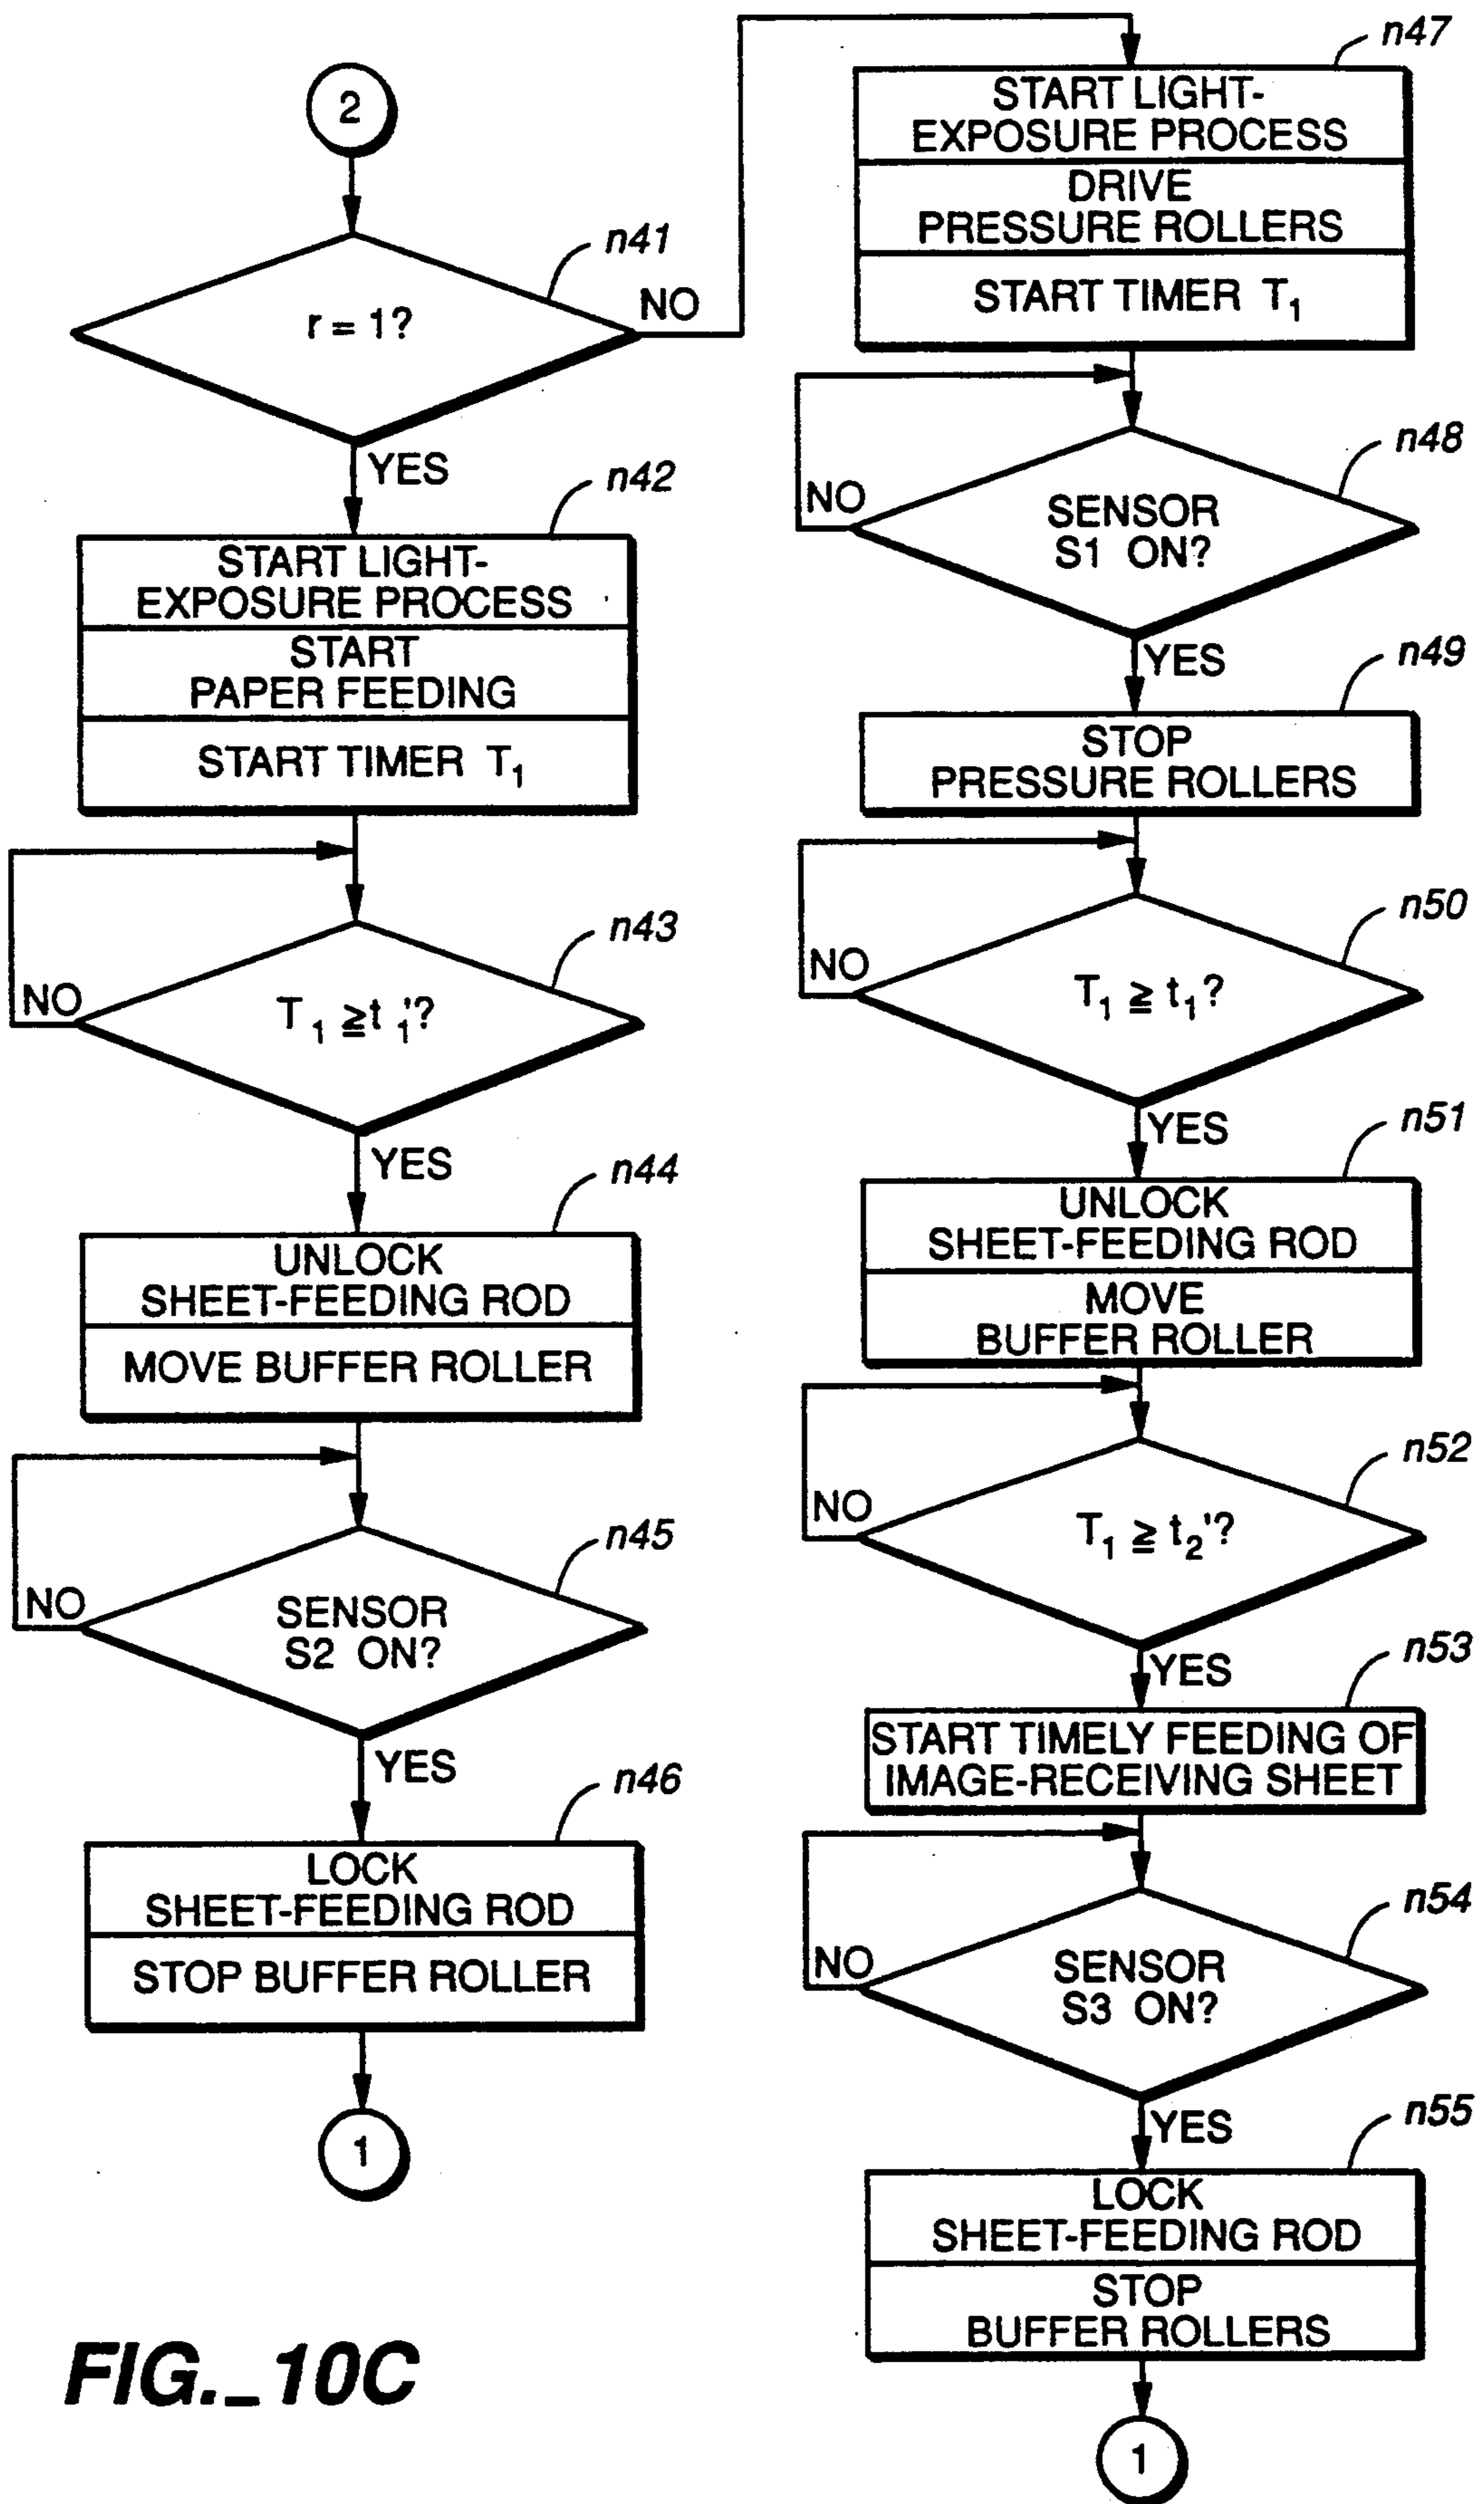 2
n41
r = 1?
NO
YES
n42
START LIGHT-
EXPOSURE PROCESS
START
PAPER FEEDING
START TIMER T₁
n43
T₁ ≧ t₁'?
NO
YES
n44
UNLOCK
SHEET-FEEDING ROD
MOVE BUFFER ROLLER
n45
SENSOR
S2 ON?
NO
YES
n46
LOCK
SHEET-FEEDING ROD
STOP BUFFER ROLLER
1
n47
START LIGHT-
EXPOSURE PROCESS
DRIVE
PRESSURE ROLLERS
START TIMER T₁
n48
SENSOR
S1 ON?
NO
YES
n49
STOP
PRESSURE ROLLERS
n50
T₁ ≧ t₁?
NO
YES
n51
UNLOCK
SHEET-FEEDING ROD
MOVE
BUFFER ROLLER
n52
T₁ ≧ t₂'?
NO
YES
n53
START TIMELY FEEDING OF
IMAGE-RECEIVING SHEET
n54
SENSOR
S3 ON?
NO
YES
n55
LOCK
SHEET-FEEDING ROD
STOP
BUFFER ROLLERS
1
FIG._10C